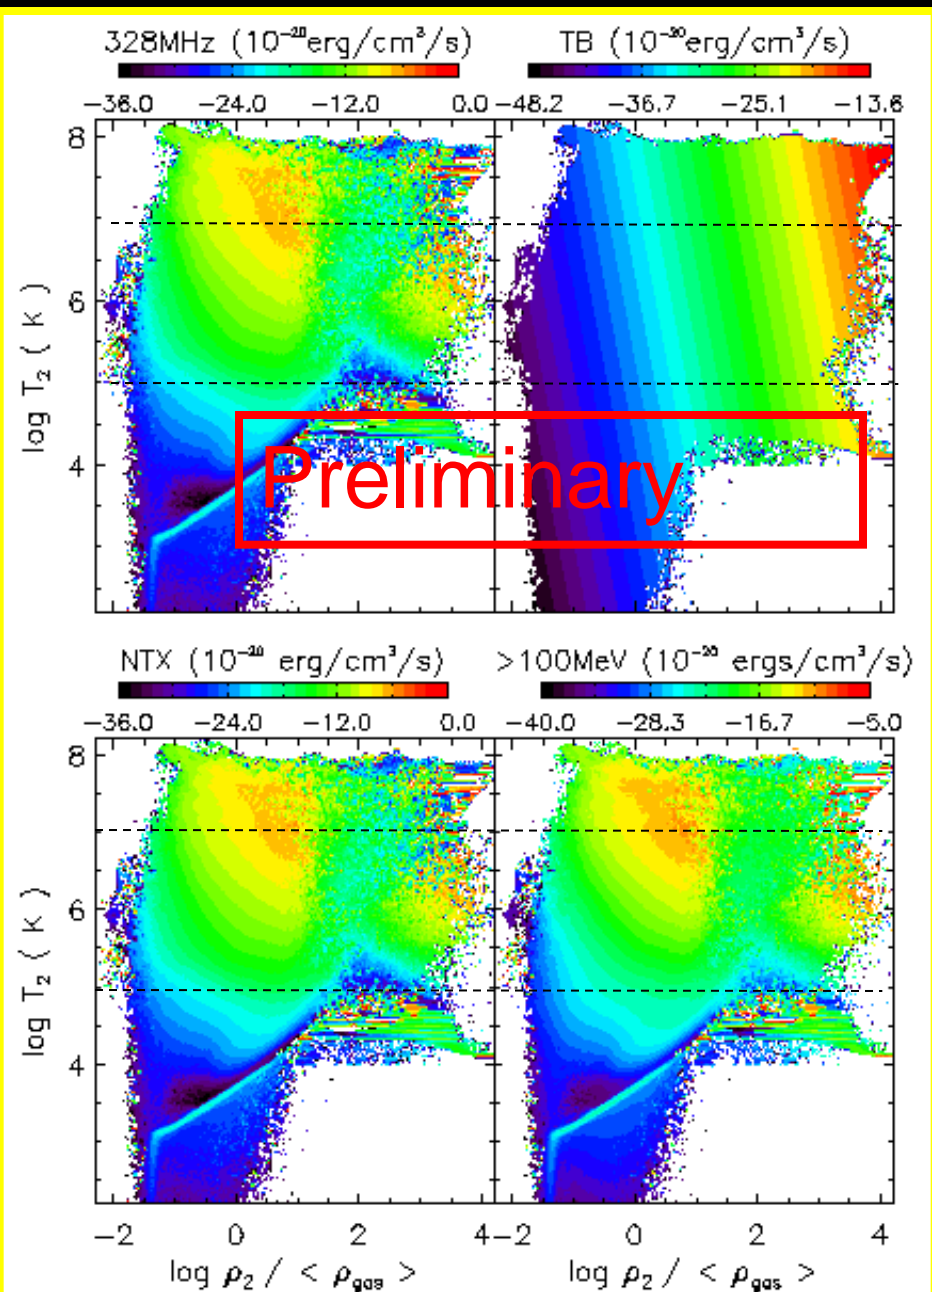 328MHz (10⁻²⁰erg/cm³/s)
TB (10⁻²⁰erg/cm³/s)
−36.0 −24.0 −12.0 0.0
−48.2 −36.7 −25.1 −13.6
8
6
4
log T₂ ( K )
Preliminary
NTX (10⁻²⁰ erg/cm³/s)
>100MeV (10⁻²⁰ ergs/cm³/s)
−36.0 −24.0 −12.0 0.0
−40.0 −28.3 −16.7 −5.0
8
6
4
log T₂ ( K )
−2 0 2 4
−2 0 2 4
log ρ₂ / < ρgas >
log ρ₂ / < ρgas >